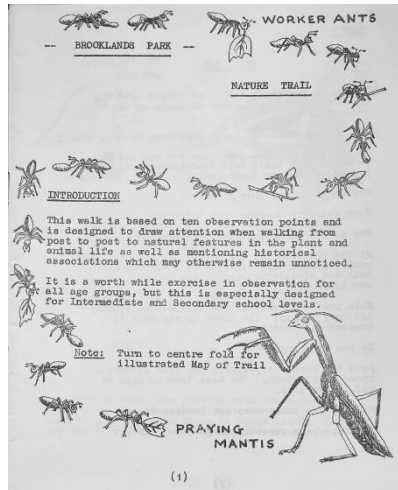 WORKER ANTS
-- BROOKLANDS PARK --
NATURE TRAIL
INTRODUCTION
This walk is based on ten observation points and
is designed to draw attention when walking from
post to post to natural features in the plant and
animal life as well as mentioning historical
associations which may otherwise remain unnoticed.
It is a worth while exercise in observation for
all age groups, but this is especially designed
for Intermediate and Secondary school levels.
Note: Turn to centre fold for
illustrated Map of Trail
PRAYING
MANTIS
(1)